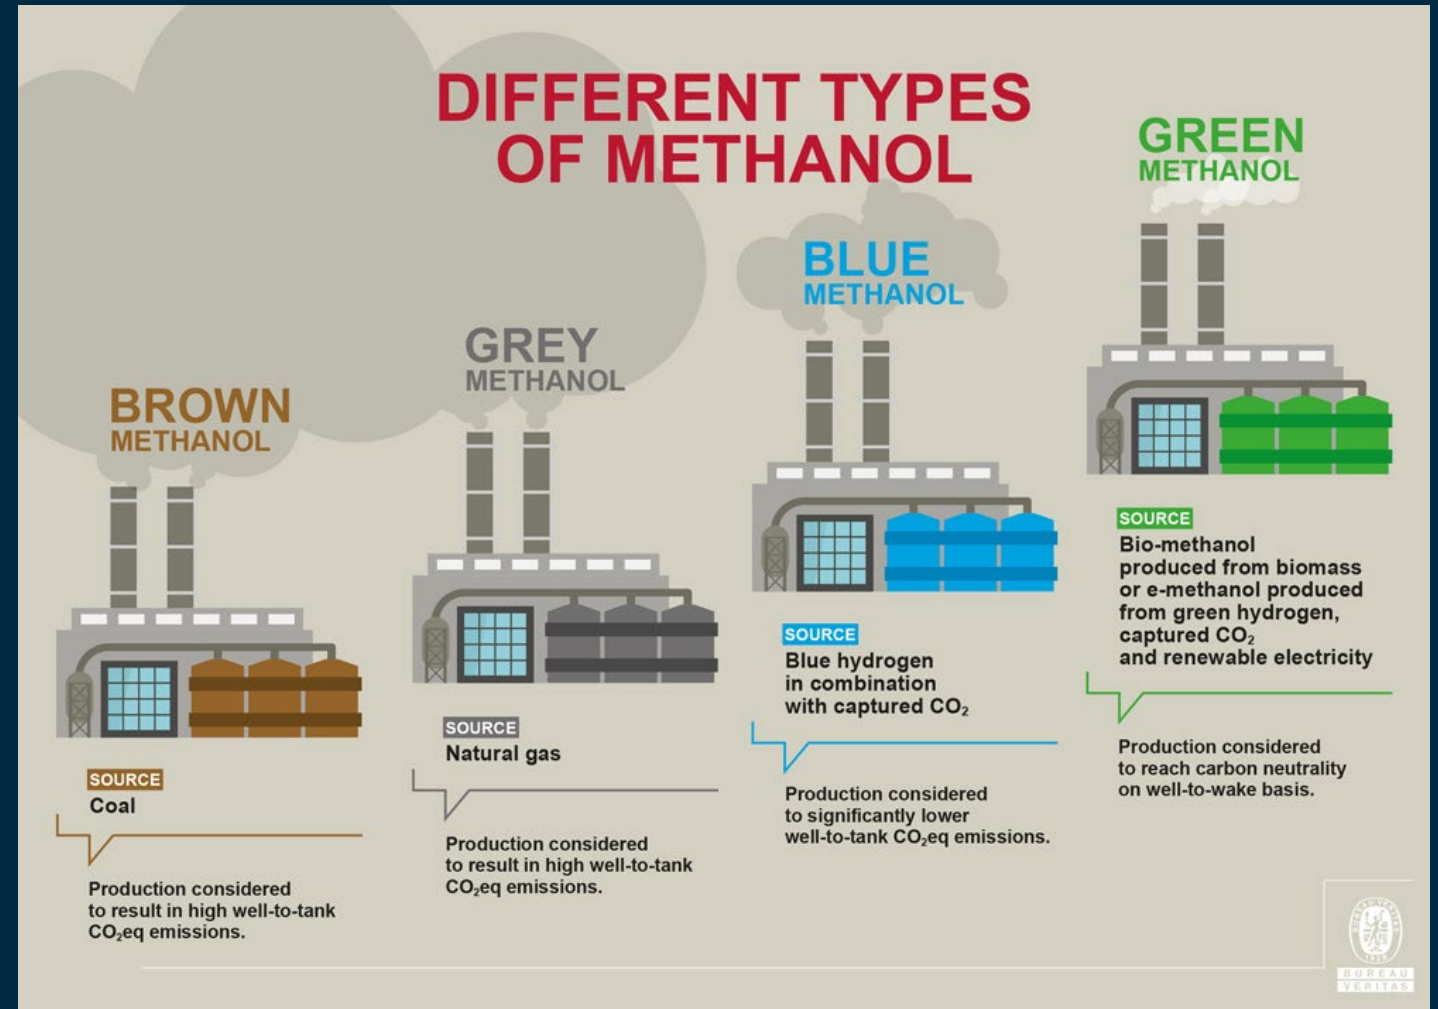 DIFFERENT TYPES
OF METHANOL
BROWN
METHANOL
SOURCE
Coal
Production considered
to result in high well-to-tank
CO₂eq emissions.
GREY
METHANOL
SOURCE
Natural gas
Production considered
to result in high well-to-tank
CO₂eq emissions.
BLUE
METHANOL
SOURCE
Blue hydrogen
in combination
with captured CO₂
Production considered
to significantly lower
well-to-tank CO₂eq emissions.
GREEN
METHANOL
SOURCE
Bio-methanol
produced from biomass
or e-methanol produced
from green hydrogen,
captured CO₂
and renewable electricity
Production considered
to reach carbon neutrality
on well-to-wake basis.
BUREAU VERITAS
1828
BUREAU
VERITAS